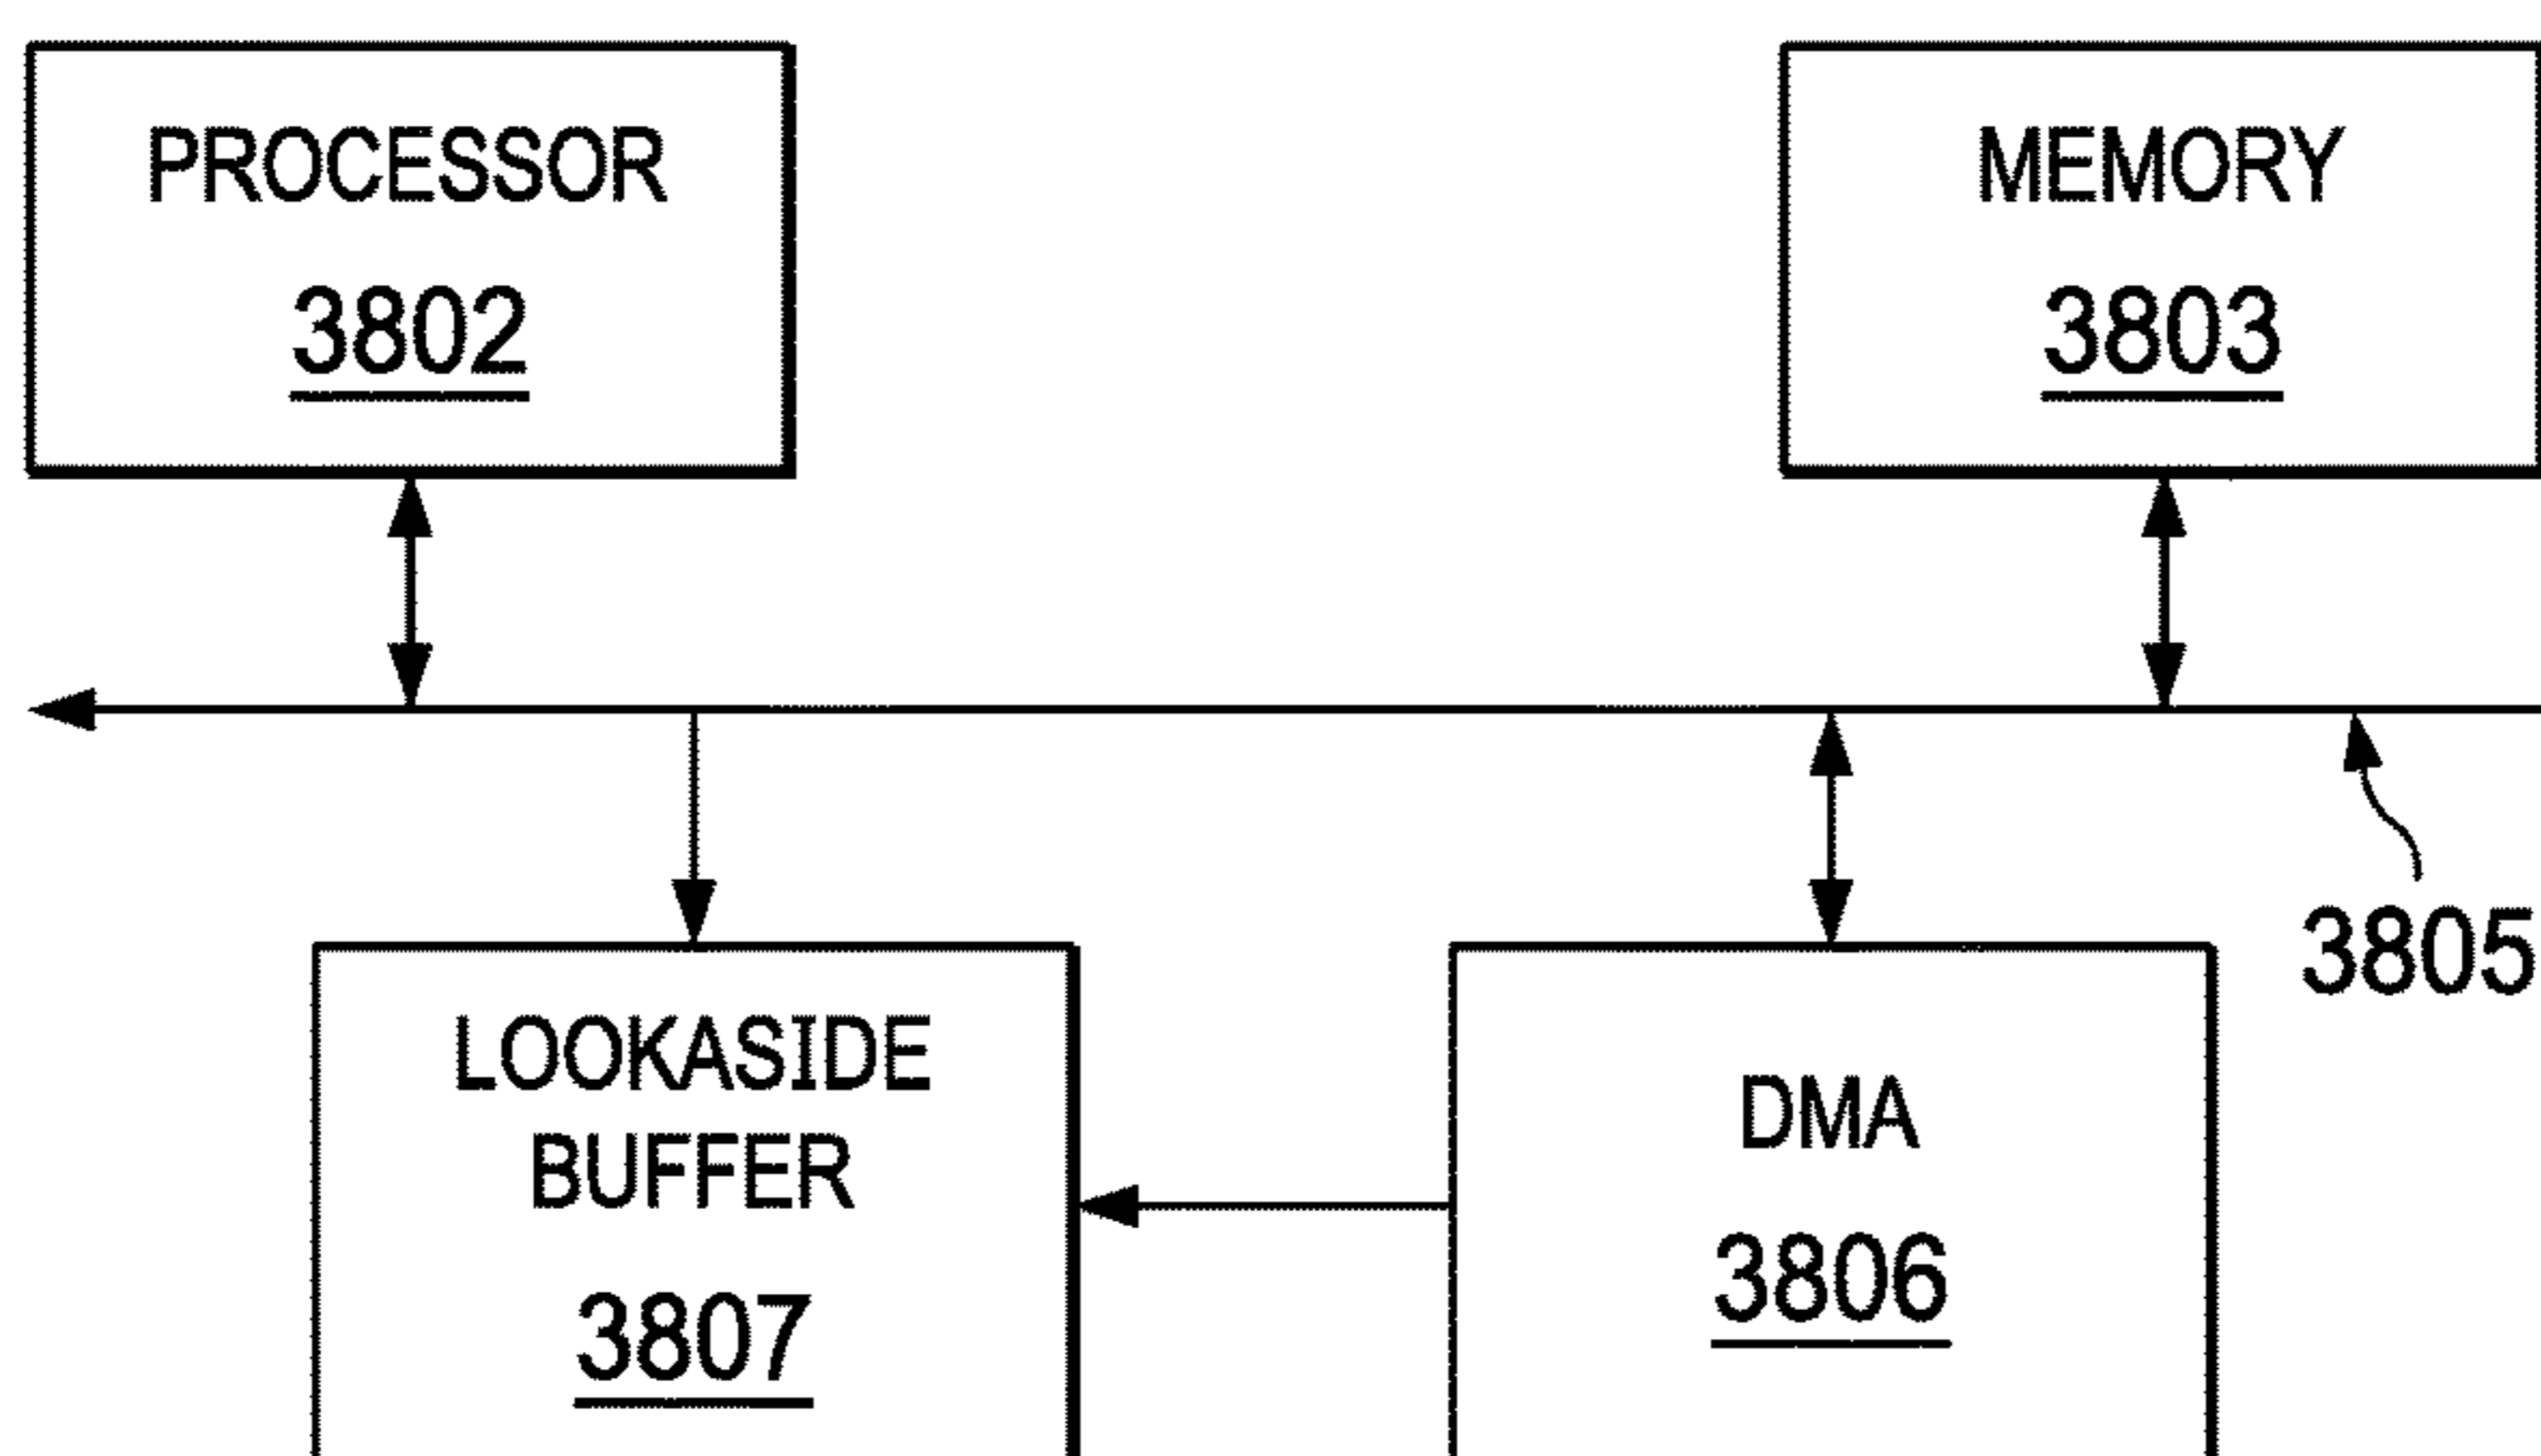 PROCESSOR
3802
MEMORY
3803
3805
LOOKASIDE
BUFFER
3807
DMA
3806